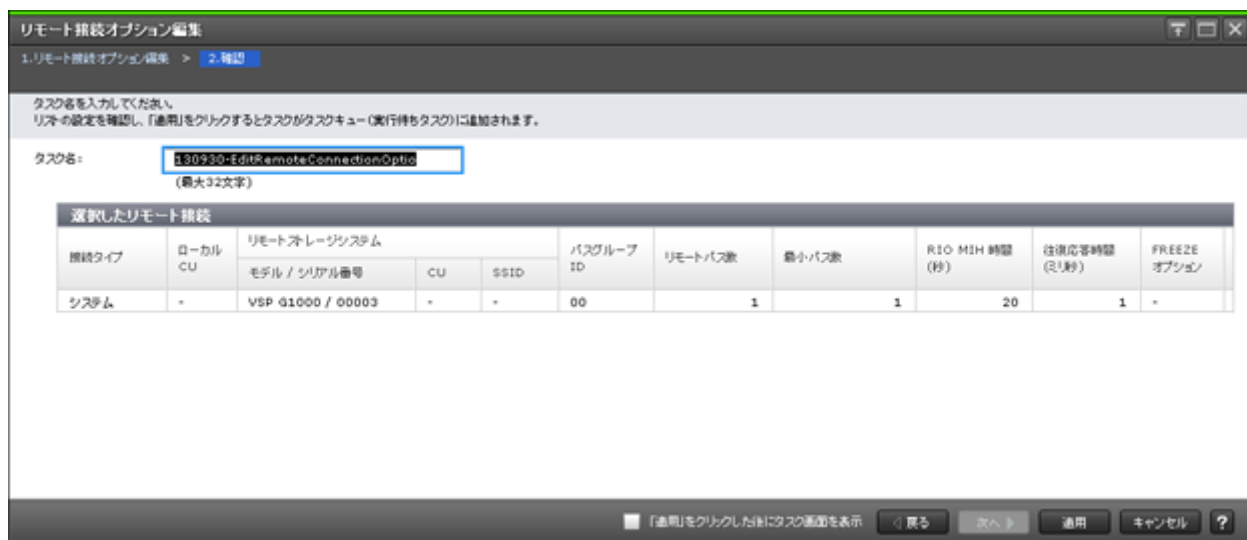 リモート接続オプション編集
1.リモート接続オプション編集 > 2.確認
タスク名を入力してください。
リストの設定を確認し、「適用」をクリックするとタスクがタスクキュー(実行待ちタスク)に追加されます。
タスク名: 130930-EditRemoteConnectionOptio
(最大32文字)
選択したリモート接続
接続タイプ ローカル CU リモートストレージシステム モデル / シリアル番号 CU SSID パスグループ ID リモートパス数 最小パス数 RIO MIH 時間 (秒) 往復応答時間 (ミリ秒) FREEZE オプション
システム - VSP G1000 / 00003 - - 00 1 1 20 1 -
「適用」をクリックした後にタスク画面を表示 戻る 次へ 適用 キャンセル ?